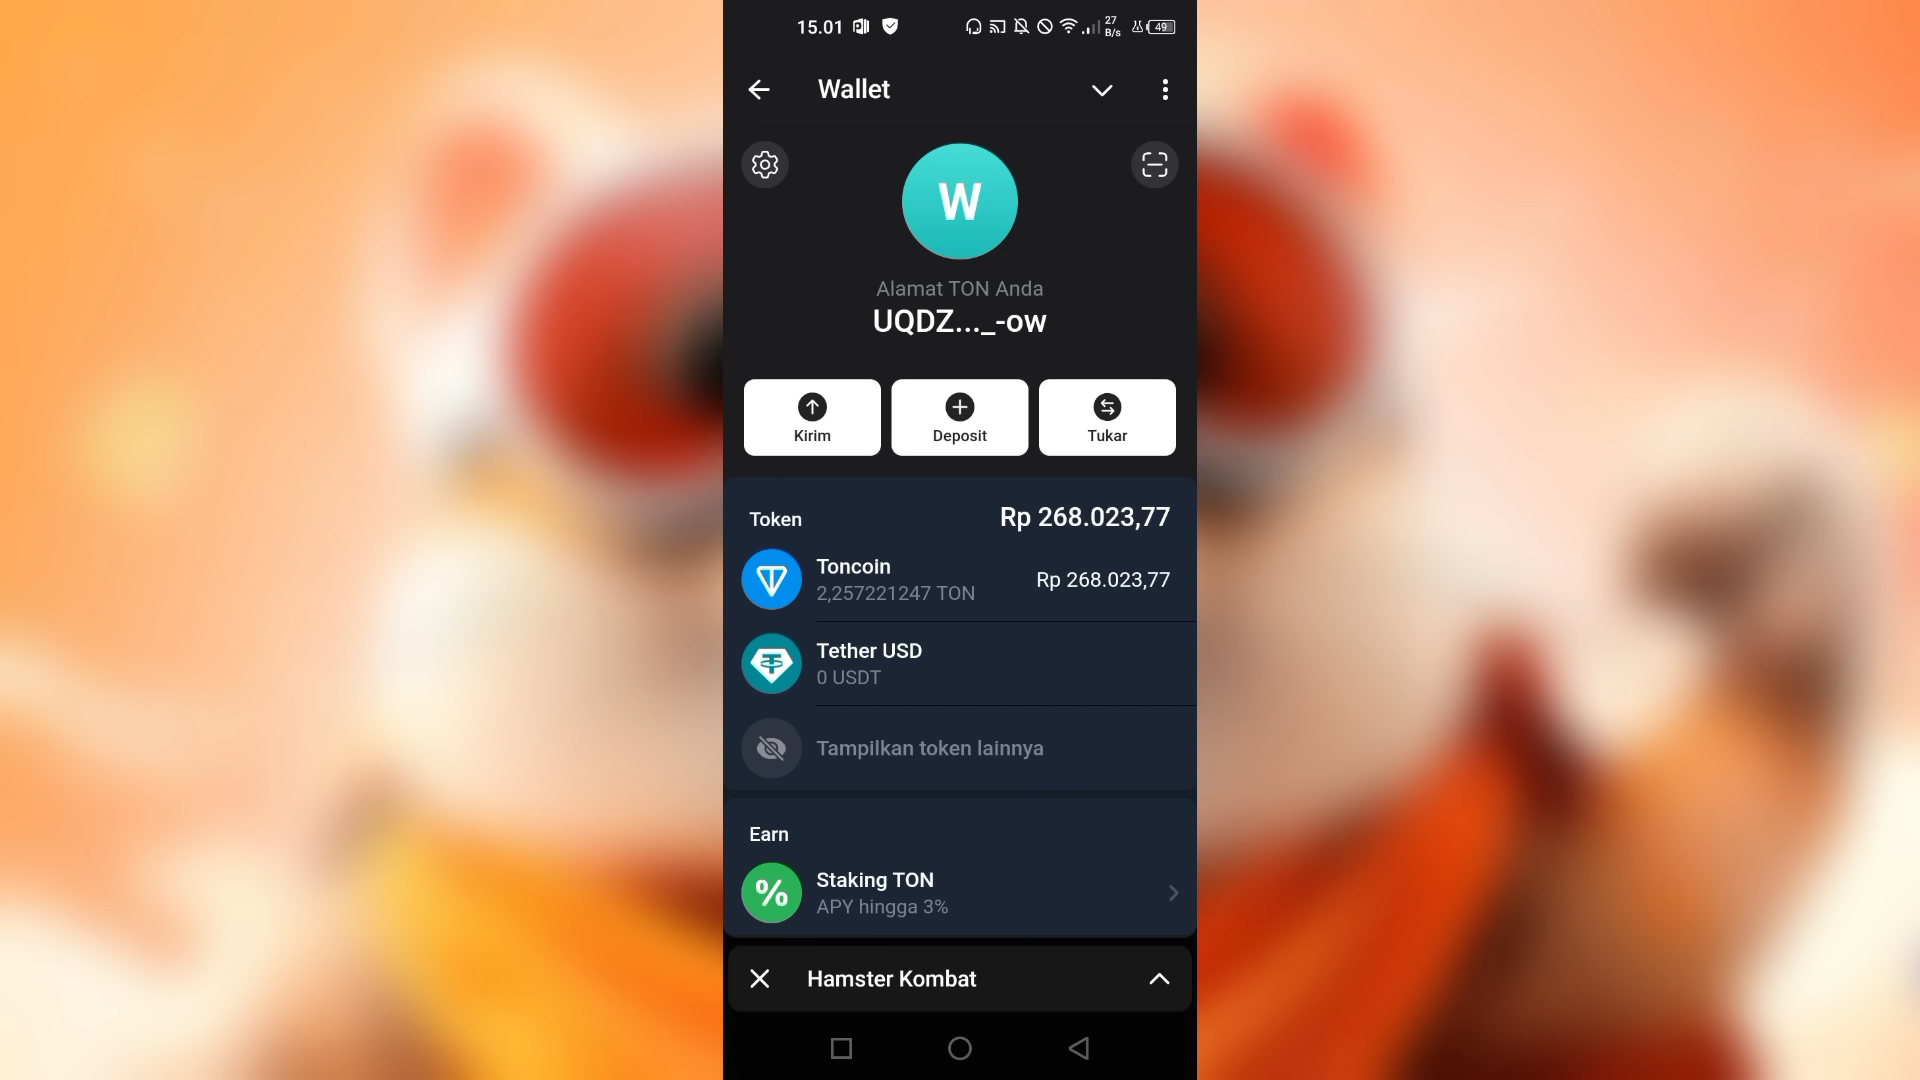 15.01
27
B/s
49
Wallet
W
Alamat TON Anda
UQDZ..._-ow
Kirim
Deposit
Tukar
Token
Rp 268.023,77
Toncoin
2,257221247 TON
Rp 268.023,77
Tether USD
0 USDT
Tampilkan token lainnya
Earn
%
Staking TON
APY hingga 3%
Hamster Kombat